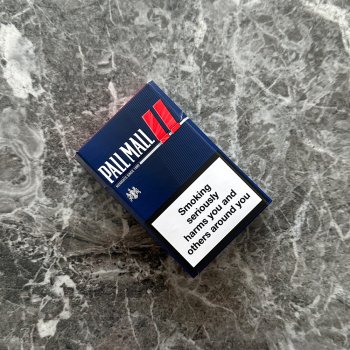 PALL MALL
Smoking
seriously
harms you and
others around you